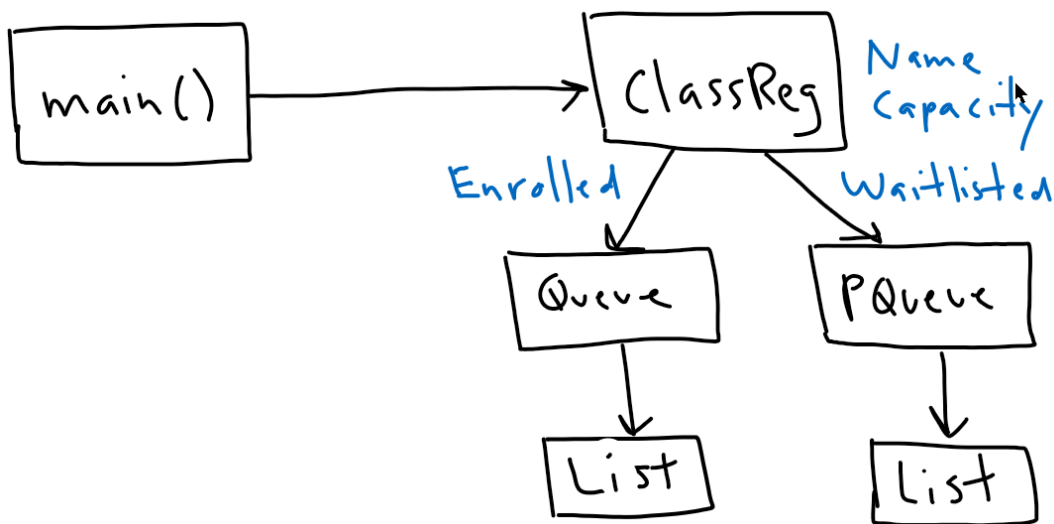 main()
ClassReg
Name
Capacity
Enrolled
Waitlisted
Queue
PQueue
List
List